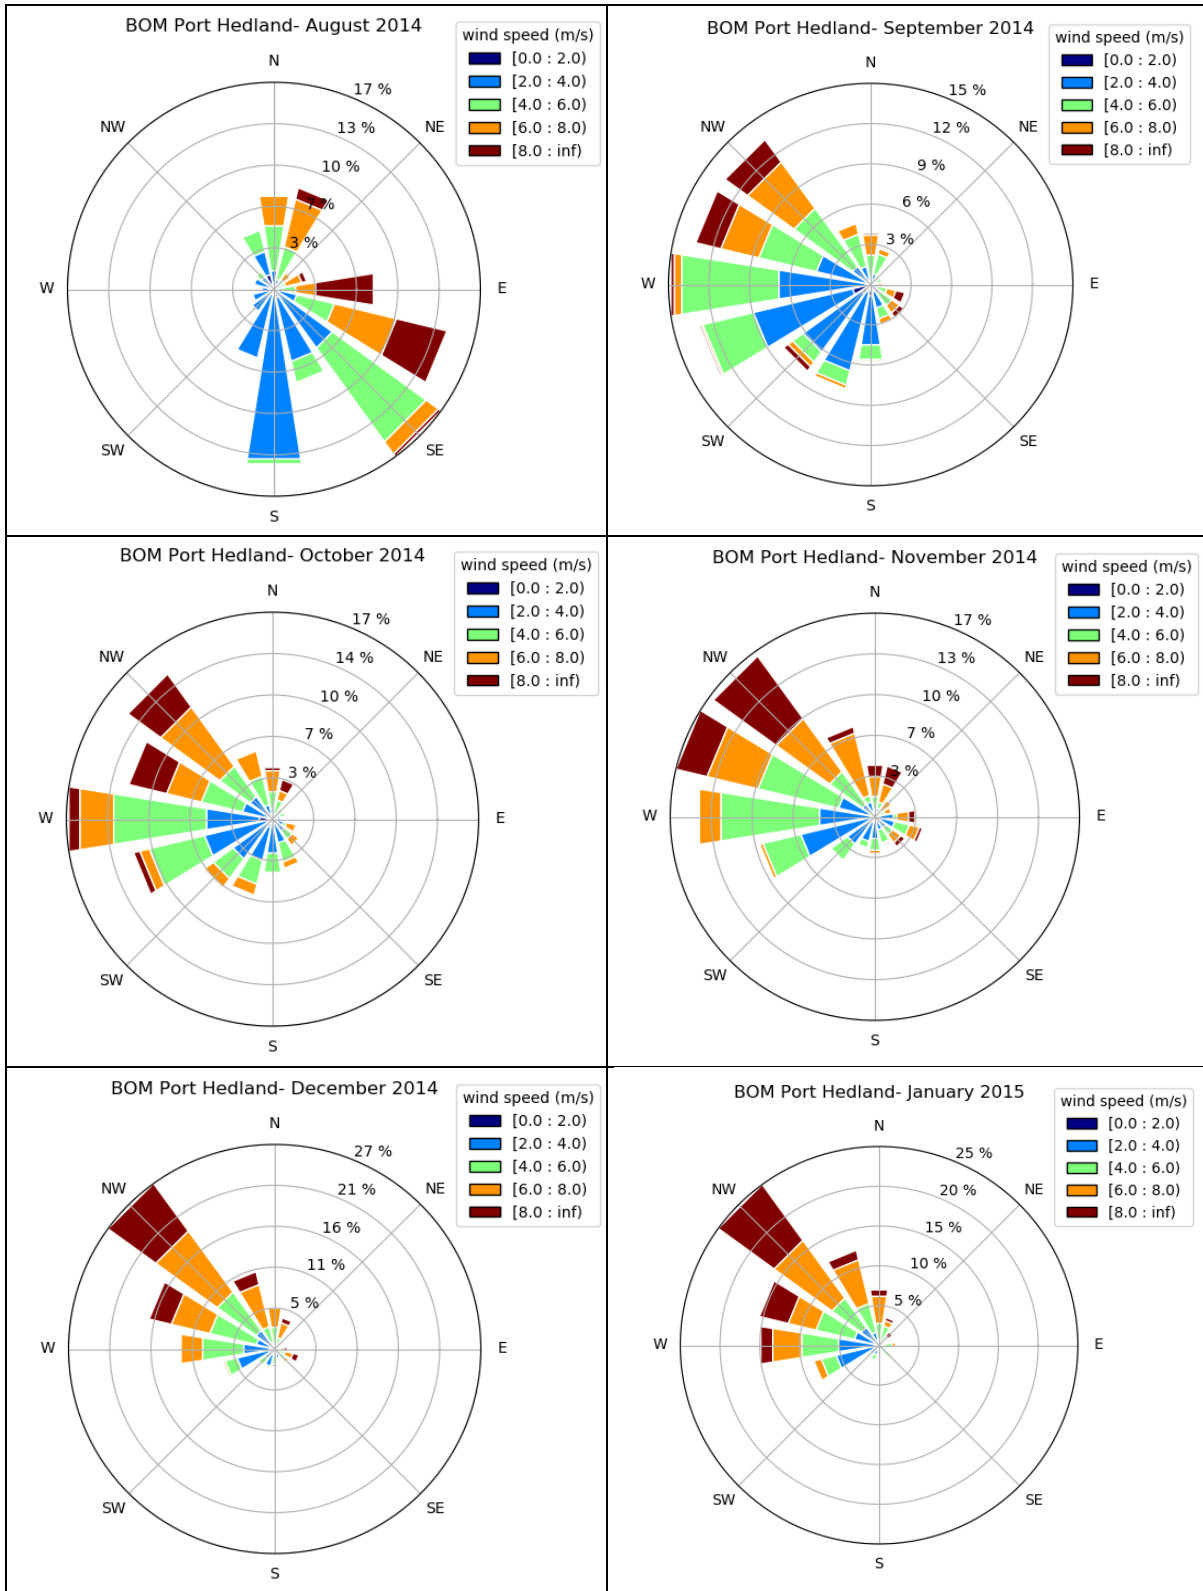 BOM Port Hedland- August 2014
wind speed (m/s)
[0.0 : 2.0)
[2.0 : 4.0)
[4.0 : 6.0)
[6.0 : 8.0)
[8.0 : inf)
N
17 %
NW
13 %
NE
10 %
7 %
3 %
W
E
SW
SE
S
BOM Port Hedland- September 2014
wind speed (m/s)
[0.0 : 2.0)
[2.0 : 4.0)
[4.0 : 6.0)
[6.0 : 8.0)
[8.0 : inf)
N
15 %
NW
12 %
NE
9 %
6 %
3 %
W
E
SW
SE
S
BOM Port Hedland- October 2014
wind speed (m/s)
[0.0 : 2.0)
[2.0 : 4.0)
[4.0 : 6.0)
[6.0 : 8.0)
[8.0 : inf)
N
17 %
NW
14 %
NE
10 %
7 %
3 %
W
E
SW
SE
S
BOM Port Hedland- November 2014
wind speed (m/s)
[0.0 : 2.0)
[2.0 : 4.0)
[4.0 : 6.0)
[6.0 : 8.0)
[8.0 : inf)
N
17 %
NW
13 %
NE
10 %
7 %
3 %
W
E
SW
SE
S
BOM Port Hedland- December 2014
wind speed (m/s)
[0.0 : 2.0)
[2.0 : 4.0)
[4.0 : 6.0)
[6.0 : 8.0)
[8.0 : inf)
N
27 %
NW
21 %
NE
16 %
11 %
5 %
W
E
SW
SE
S
BOM Port Hedland- January 2015
wind speed (m/s)
[0.0 : 2.0)
[2.0 : 4.0)
[4.0 : 6.0)
[6.0 : 8.0)
[8.0 : inf)
N
25 %
NW
20 %
NE
15 %
10 %
5 %
W
E
SW
SE
S